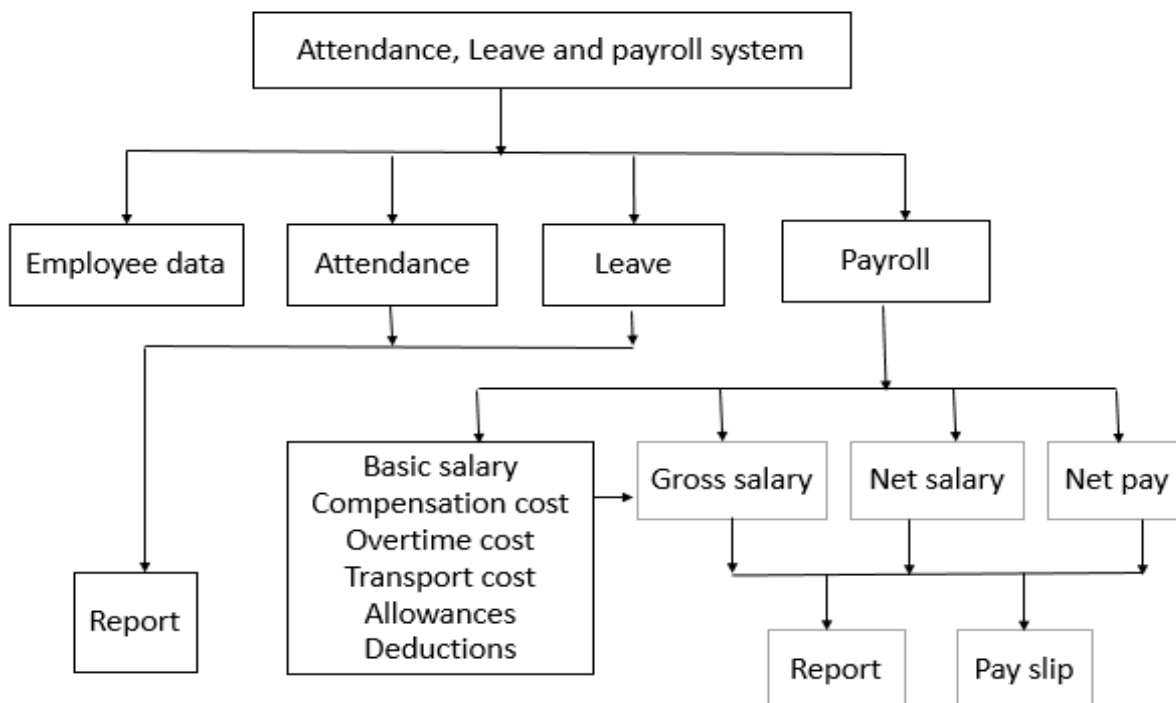 Attendance, Leave and payroll system
Employee data
Attendance
Leave
Payroll
Basic salary
Compensation cost
Overtime cost
Transport cost
Allowances
Deductions
Gross salary
Net salary
Net pay
Report
Report
Pay slip